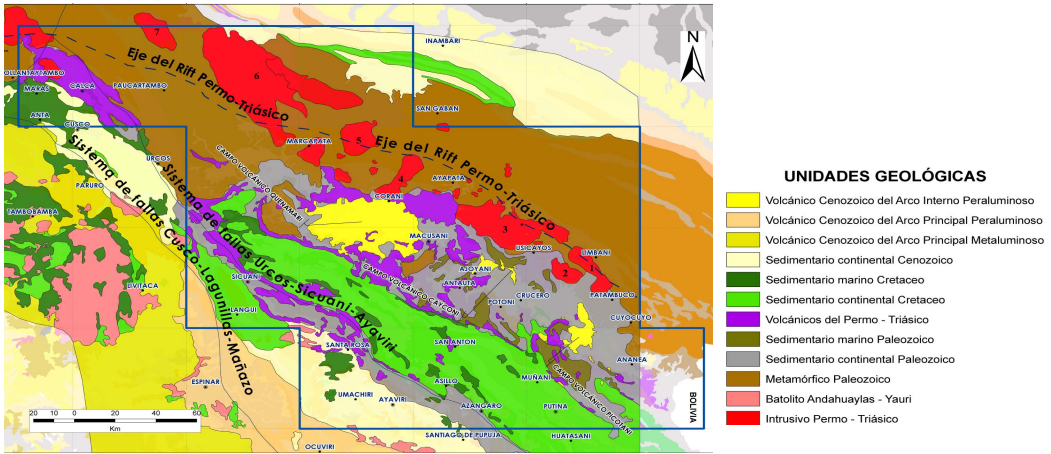 7
INAMBARI
N
OLLANTAYTAMBO
MARAS
CALCA
PAUCARTAMBO
Eje del Rift Permo-Triásico
6
SAN GABAN
ANTA
CUSCO
URCOS
MARCAPATA
5
Eje del Rift Permo-Triásico
CAMPO VOLCÁNICO QUIMSACHATA
4
AYAPATA
CORANI
PARURO
Sistema de fallas Cusco-Lagunillas-Mañazo
Sistema de fallas Urcos-Sicuani-Ayaviri
TAMBOBAMBA
MACUSANI
3
USICAYOS
LIMBANI
1
2
SICUANI
AJOYANI
ANTAUTA
CAMPO VOLCÁNICO CAYCONI
POTONI
CRUCERO
PATAMBUCO
LIVITACA
LANGUI
CUYOCUYO
SANTA ROSA
SAN ANTON
ANANEA
ESPINAR
ASILLO
MUÑANI
CAMPO VOLCÁNICO PICOTANI
UMACHIRI
AYAVIRI
AZANGARO
PUTINA
BOLIVIA
20 10 0 20 40 60
Km
SANTIAGO DE PUPUJA
HUATASANI
OCUVIRI
UNIDADES GEOLÓGICAS
Volcánico Cenozoico del Arco Interno Peraluminoso
Volcánico Cenozoico del Arco Principal Peraluminoso
Volcánico Cenozoico del Arco Principal Metaluminoso
Sedimentario continental Cenozoico
Sedimentario marino Cretaceo
Sedimentario continental Cretaceo
Volcánicos del Permo - Triásico
Sedimentario marino Paleozoico
Sedimentario continental Paleozoico
Metamórfico Paleozoico
Batolito Andahuaylas - Yauri
Intrusivo Permo - Triásico